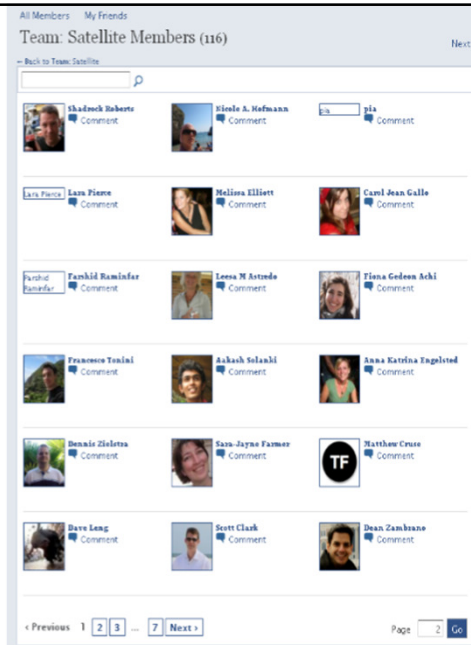 All Members My Friends
Team: Satellite Members (116)
Next
← Back to Team: Satellite
Shadrock Roberts
Comment
Nicole A. Hofmann
Comment
pia
pia
Comment
Lara Pierce
Lara Pierce
Comment
Melissa Elliott
Comment
Carol Jean Gallo
Comment
Farshid Raminfar
Farshid Raminfar
Comment
Leesa M Astredo
Comment
Fiona Gedeon Achi
Comment
Francesco Tonini
Comment
Aakash Solanki
Comment
Anna Katrina Engelsted
Comment
Dennis Zielstra
Comment
Sara-Jayne Farmer
Comment
TF
Matthew Cruse
Comment
Dave Leng
Comment
Scott Clark
Comment
Dean Zambrano
Comment
‹ Previous 1 2 3 ... 7 Next ›
Page 2 Go